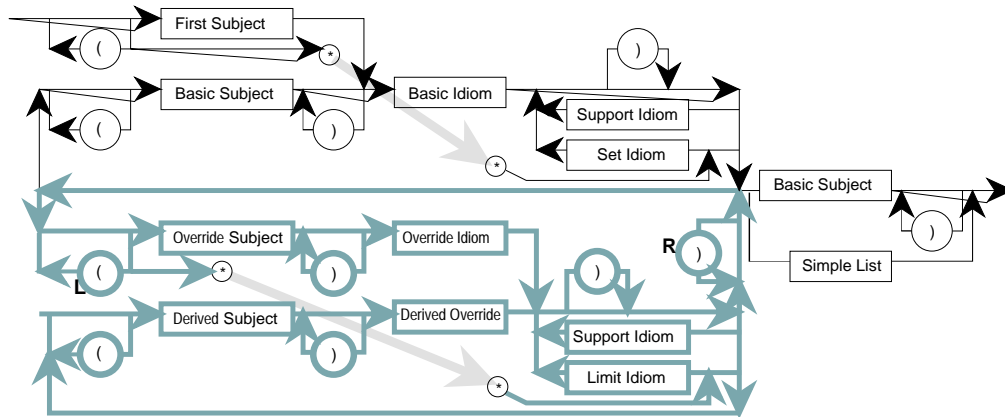 First Subject
(
*
)
Basic Subject
Basic Idiom
(
)
Support Idiom
Set Idiom
*
Basic Subject
)
Override Subject
Override Idiom
R
)
(
L
*
)
)
Simple List
Derived Subject
Derived Override
(
)
Support Idiom
Limit Idiom
*